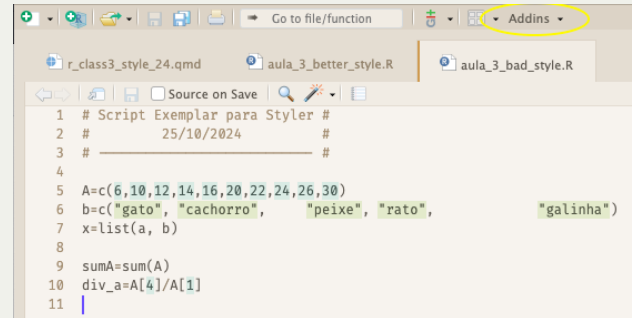 Go to file/function Addins
r_class3_style_24.qmd aula_3_better_style.R aula_3_bad_style.R
Source on Save
1 # Script Exemplar para Styler #
2 # 25/10/2024 #
3 # ————————————— #
4
5 A=c(6,10,12,14,16,20,22,24,26,30)
6 b=c("gato", "cachorro", "peixe", "rato", "galinha")
7 x=list(a, b)
8
9 sumA=sum(A)
10 div_a=A[4]/A[1]
11